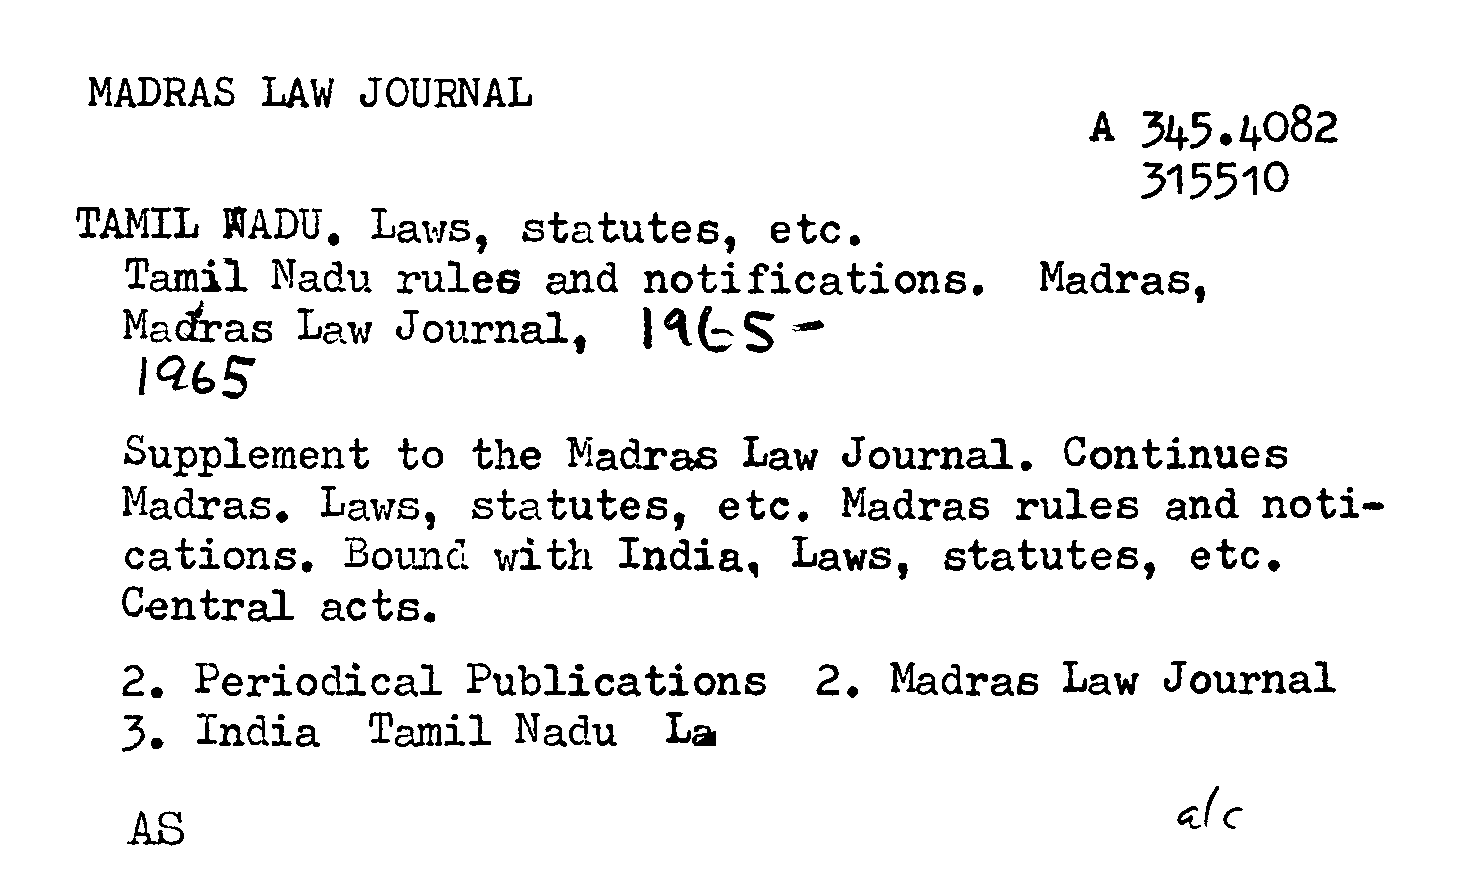 MADRAS LAW JOURNAL
A 345.4082
315510
TAMIL NADU. Laws, statutes, etc.
Tamil Nadu rules and notifications. Madras,
Madras Law Journal, 1965-
1965
Supplement to the Madras Law Journal. Continues
Madras. Laws, statutes, etc. Madras rules and noti-
cations. Bound with India, Laws, statutes, etc.
Central acts.
2. Periodical Publications 2. Madras Law Journal
3. India Tamil Nadu La
AS
a/c